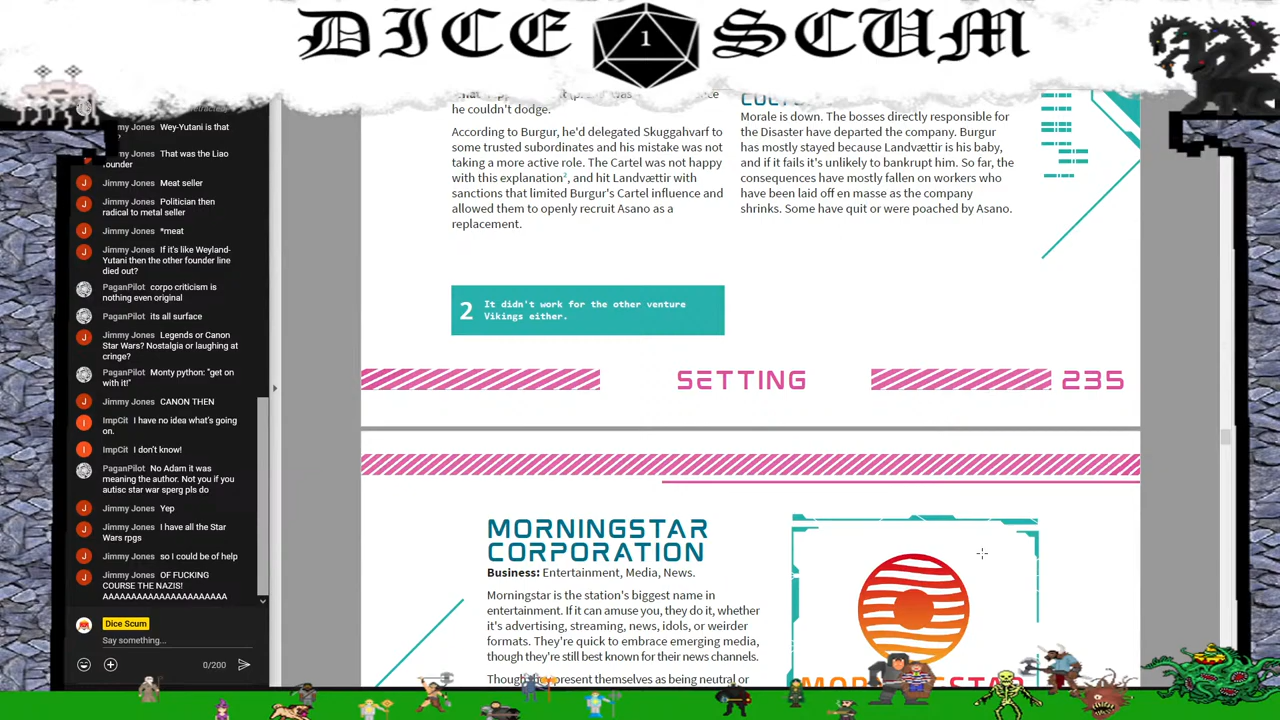 DICE 1 SCUM
Jimmy Jones Wey-Yutani is that
Jimmy Jones That was the Liao
founder
Jimmy Jones Meat seller
Jimmy Jones Politician then
radical to metal seller
Jimmy Jones *meat
Jimmy Jones If it's like Weyland-
Yutani then the other founder line
died out?
PaganPilot corpo criticism is
nothing even original
PaganPilot its all surface
Jimmy Jones Legends or Canon
Star Wars? Nostalgia or laughing at
cringe?
PaganPilot Monty python: "get on
with it!"
Jimmy Jones CANON THEN
ImpCit I have no idea what's going
on.
ImpCit I don't know!
PaganPilot No Adam it was
meaning the author. Not you if you
autisc star war sperg pls do
Jimmy Jones Yep
Jimmy Jones I have all the Star
Wars rpgs
Jimmy Jones so I could be of help
Jimmy Jones OF FUCKING
COURSE THE NAZIS!
AAAAAAAAAAAAAAAAAAAAA
Dice Scum
Say something...
0/200
he couldn't dodge.
According to Burgur, he'd delegated Skuggahvarf to
some trusted subordinates and his mistake was not
taking a more active role. The Cartel was not happy
with this explanation², and hit Landvættir with
sanctions that limited Burgur's Cartel influence and
allowed them to openly recruit Asano as a
replacement.
2 It didn't work for the other venture
Vikings either.
Morale is down. The bosses directly responsible for
the Disaster have departed the company. Burgur
has mostly stayed because Landvættir is his baby,
and if it fails it's unlikely to bankrupt him. So far, the
consequences have mostly fallen on workers who
have been laid off en masse as the company
shrinks. Some have quit or were poached by Asano.
SETTING 235
MORNINGSTAR
CORPORATION
Business: Entertainment, Media, News.
Morningstar is the station's biggest name in
entertainment. If it can amuse you, they do it, whether
it's advertising, streaming, news, idols, or weirder
formats. They're quick to embrace emerging media,
though they're still best known for their news channels.
present themselves as being neutral or